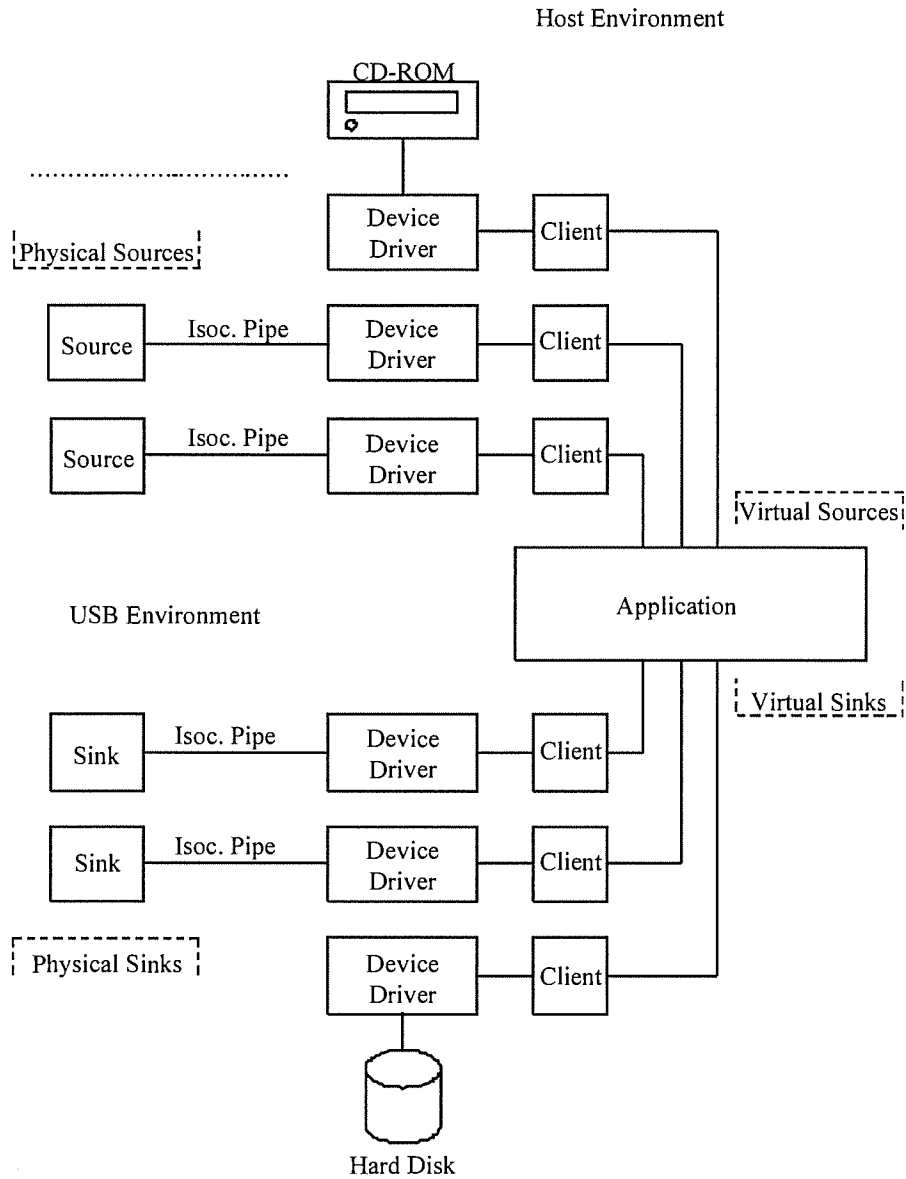 Host Environment
CD-ROM
Device
Driver
Client
Physical Sources
Source
Isoc. Pipe
Device
Driver
Client
Source
Isoc. Pipe
Device
Driver
Client
Virtual Sources
Application
USB Environment
Virtual Sinks
Sink
Isoc. Pipe
Device
Driver
Client
Sink
Isoc. Pipe
Device
Driver
Client
Physical Sinks
Device
Driver
Client
Hard Disk